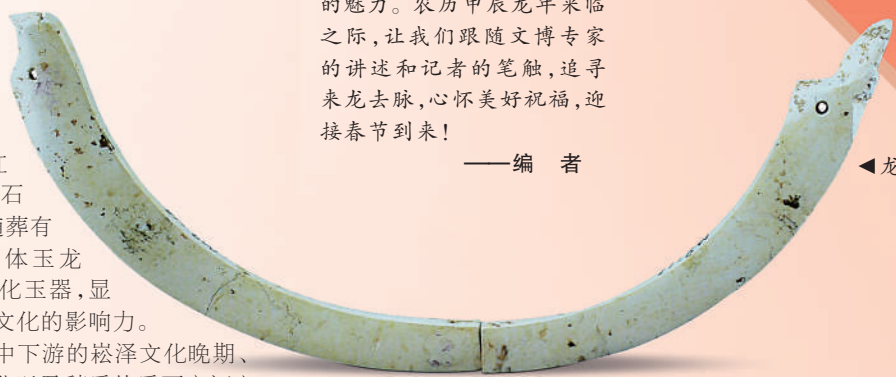 的魅力。农历甲辰龙年来临
之际,让我们跟随文博专家
的讲述和记者的笔触,追寻
来龙去脉,心怀美好祝福,迎
接春节到来!
——编　者
◀龙
石
葬有
体玉龙
化玉器,显
文化的影响力。
中下游的崧泽文化晚期、